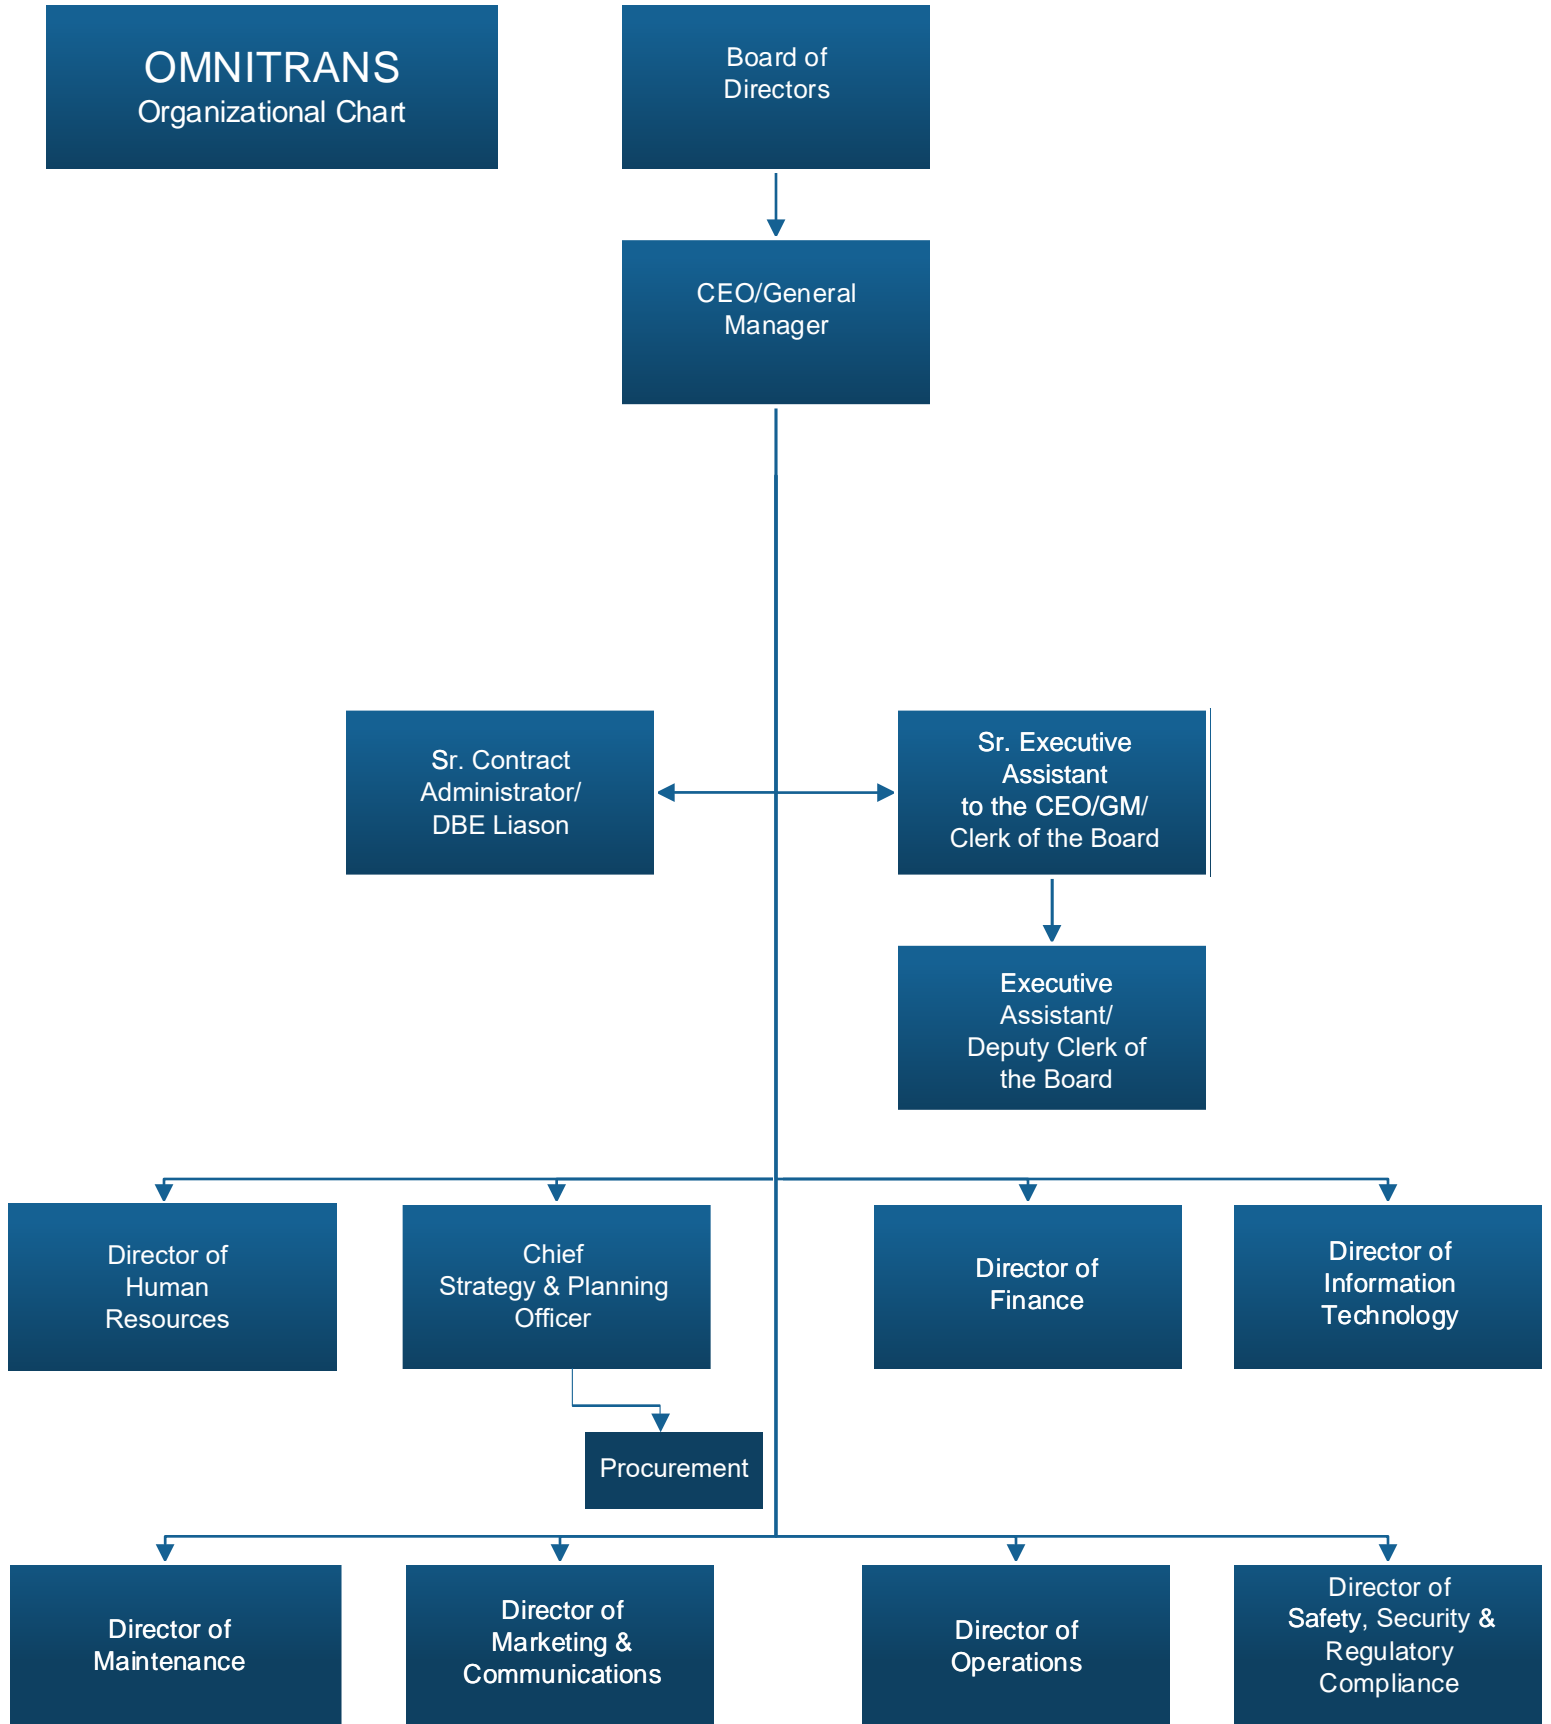 OMNITRANS
Organizational Chart
Board of
Directors
CEO/General
Manager
Sr. Contract
Administrator/
DBE Liason
Sr. Executive
Assistant
to the CEO/GM/
Clerk of the Board
Executive
Assistant/
Deputy Clerk of
the Board
Director of
Human
Resources
Chief
Strategy & Planning
Officer
Director of
Finance
Director of
Information
Technology
Procurement
Director of
Maintenance
Director of
Marketing &
Communications
Director of
Operations
Director of
Safety, Security &
Regulatory
Compliance